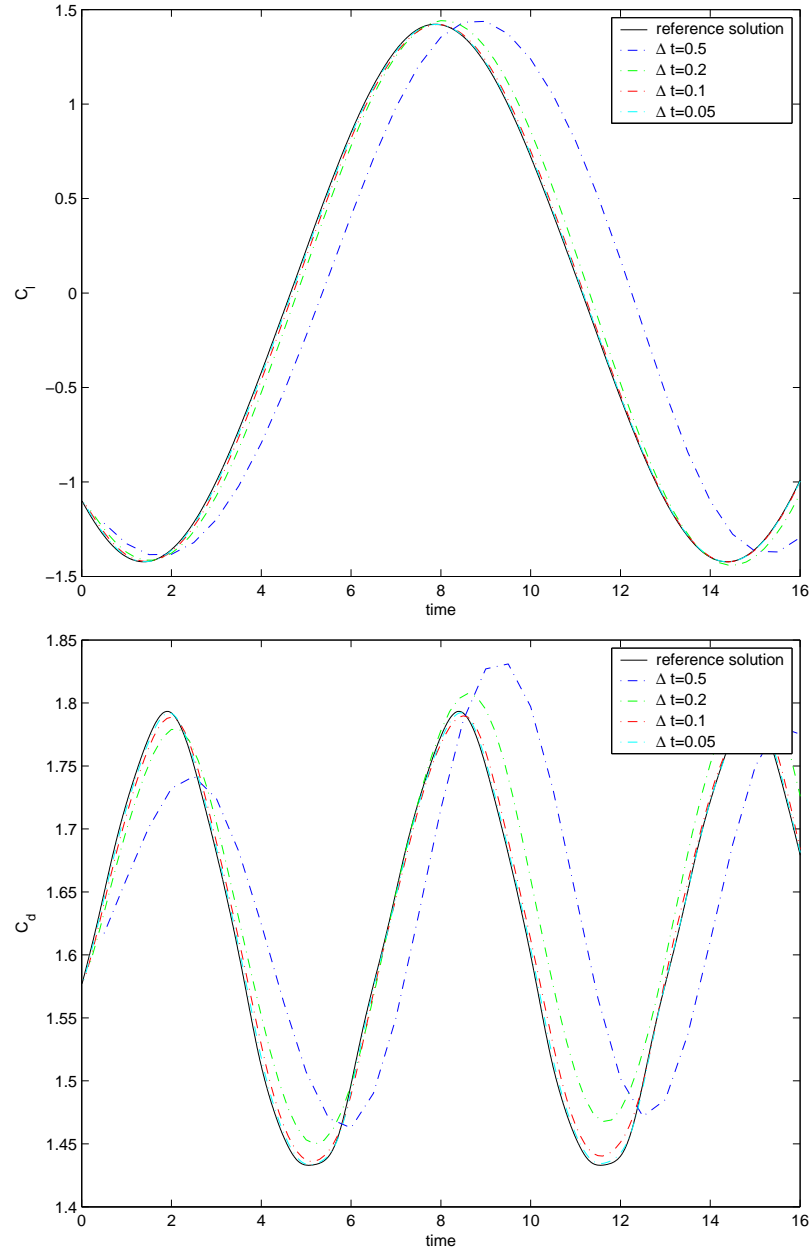 1.5
1
0.5
0
−0.5
−1
−1.5
C_l
0 2 4 6 8 10 12 14 16
time
reference solution
Δ t=0.5
Δ t=0.2
Δ t=0.1
Δ t=0.05
1.85
1.8
1.75
1.7
1.65
1.6
1.55
1.5
1.45
1.4
C_d
0 2 4 6 8 10 12 14 16
time
reference solution
Δ t=0.5
Δ t=0.2
Δ t=0.1
Δ t=0.05